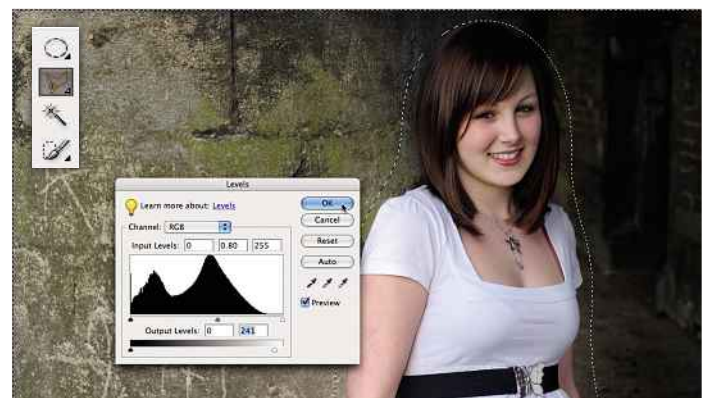 Levels
Learn more about: Levels
OK
Cancel
Channel: RGB
Reset
Input Levels: 0 0.80 255
Auto
Preview
Output Levels: 0 241